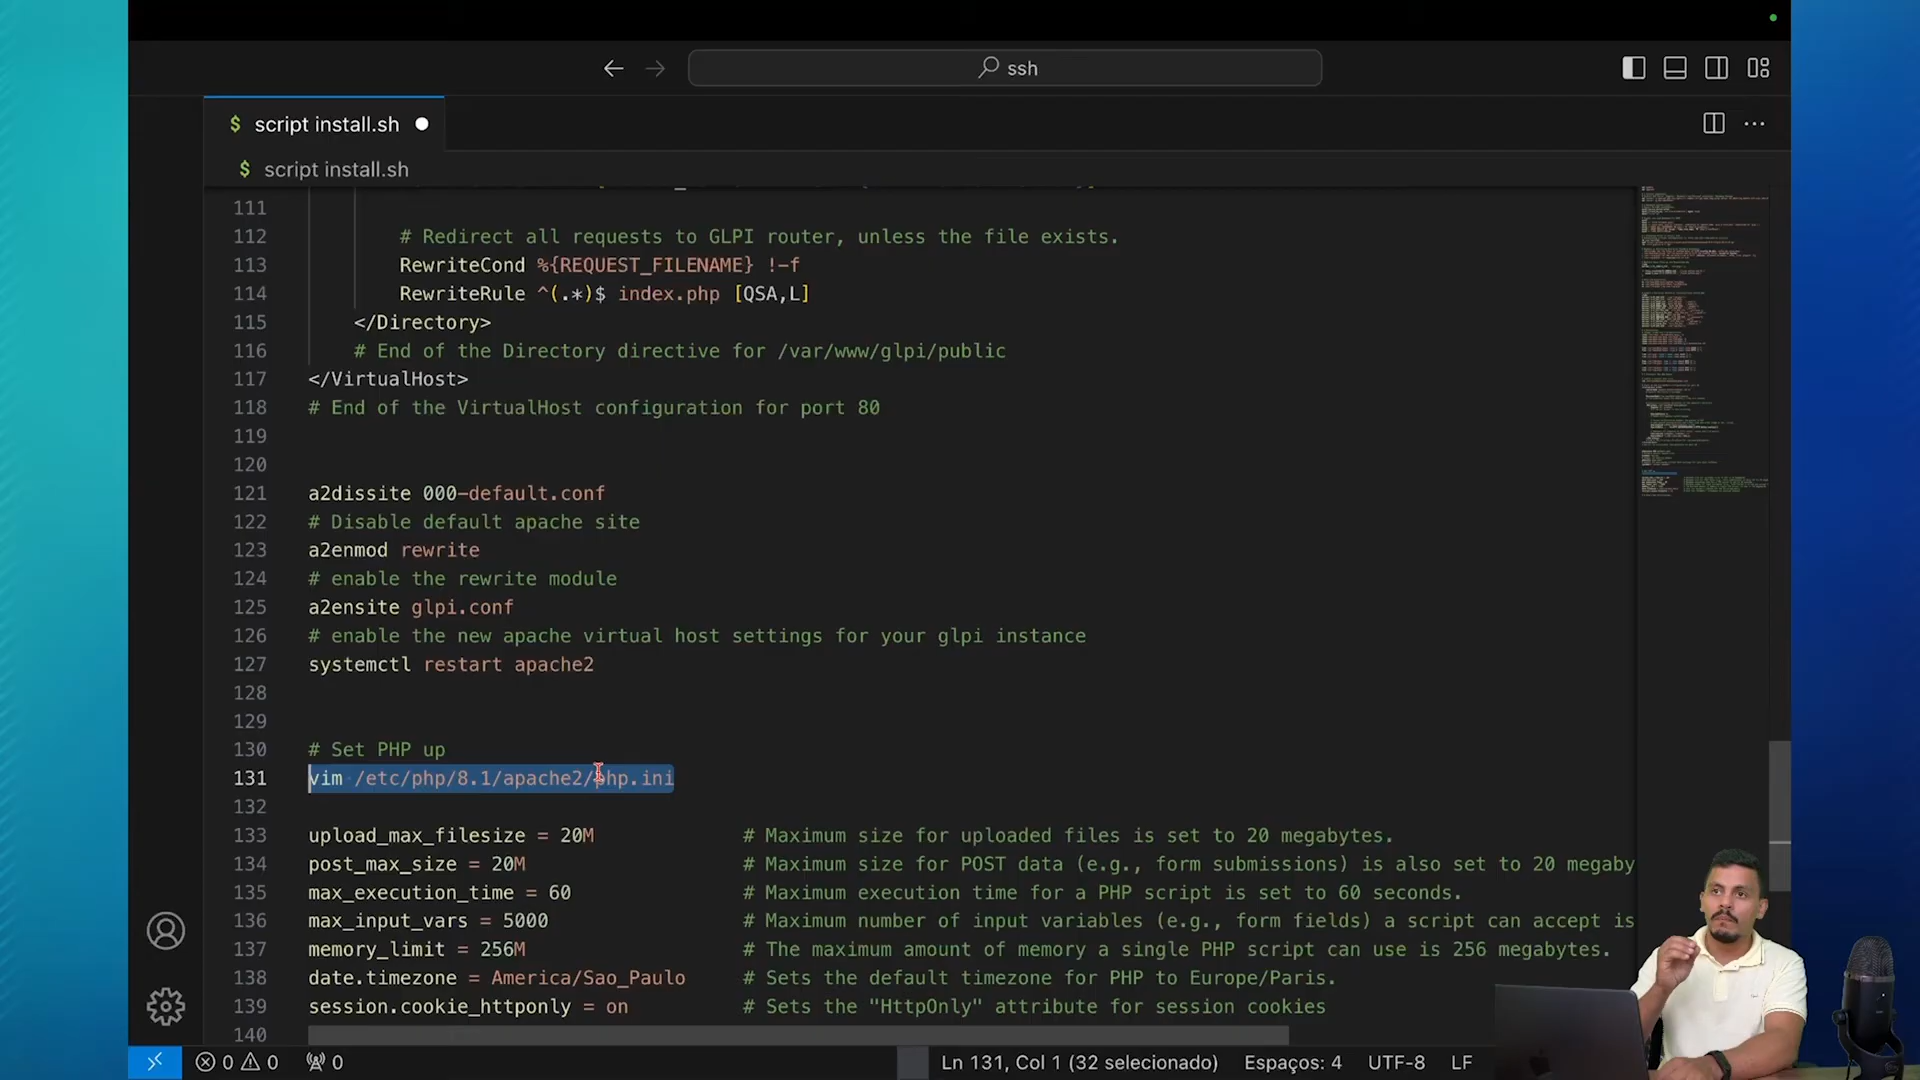 ssh
$ script install.sh
$ script install.sh
111
112 # Redirect all requests to GLPI router, unless the file exists.
113 RewriteCond %{REQUEST_FILENAME} !-f
114 RewriteRule ^(.*)$ index.php [QSA,L]
115 </Directory>
116 # End of the Directory directive for /var/www/glpi/public
117 </VirtualHost>
118 # End of the VirtualHost configuration for port 80
119
120
121 a2dissite 000-default.conf
122 # Disable default apache site
123 a2enmod rewrite
124 # enable the rewrite module
125 a2ensite glpi.conf
126 # enable the new apache virtual host settings for your glpi instance
127 systemctl restart apache2
128
129
130 # Set PHP up
131 vim /etc/php/8.1/apache2/php.ini
132
133 upload_max_filesize = 20M # Maximum size for uploaded files is set to 20 megabytes.
134 post_max_size = 20M # Maximum size for POST data (e.g., form submissions) is also set to 20 megaby
135 max_execution_time = 60 # Maximum execution time for a PHP script is set to 60 seconds.
136 max_input_vars = 5000 # Maximum number of input variables (e.g., form fields) a script can accept is
137 memory_limit = 256M # The maximum amount of memory a single PHP script can use is 256 megabytes.
138 date.timezone = America/Sao_Paulo # Sets the default timezone for PHP to Europe/Paris.
139 session.cookie_httponly = on # Sets the "HttpOnly" attribute for session cookies
140
0 0 0 Ln 131, Col 1 (32 selecionado) Espaços: 4 UTF-8 LF